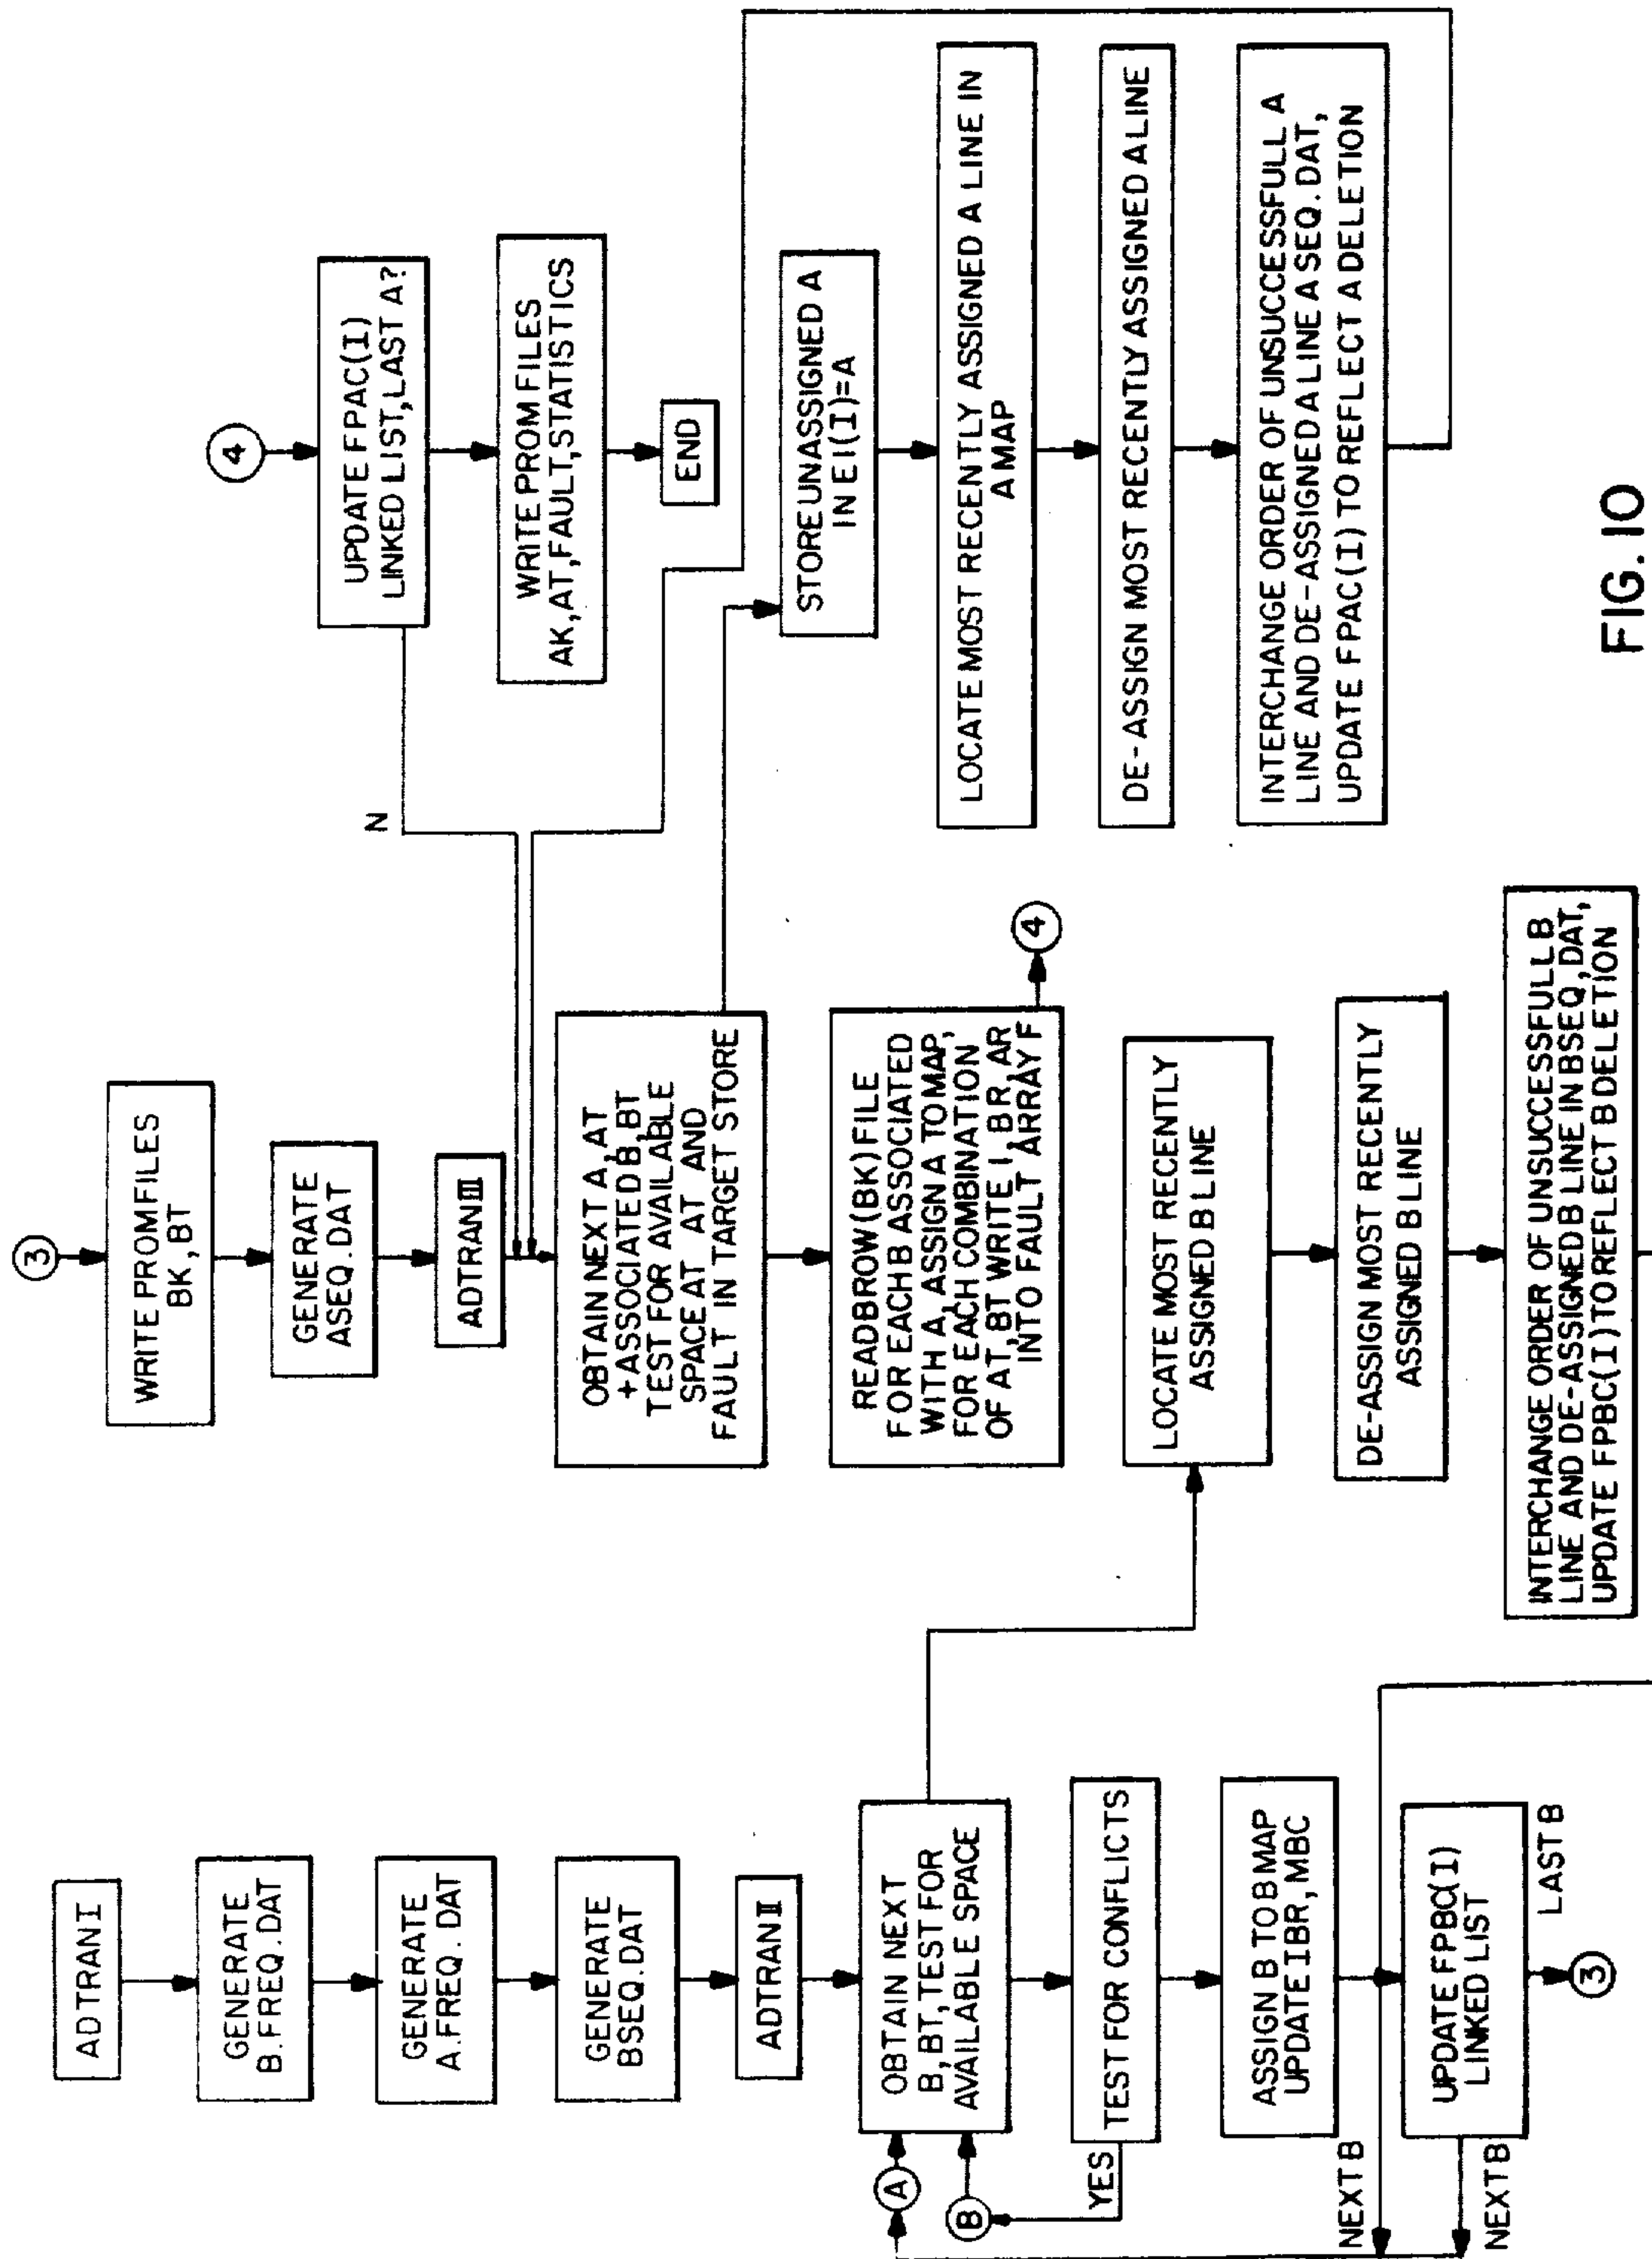 ADTRAN I
GENERATE
B.FREQ.DAT
GENERATE
A.FREQ.DAT
GENERATE
BSEQ.DAT
ADTRAN II
A
B
OBTAIN NEXT
B,BT,TEST FOR
AVAILABLE SPACE
YES
TEST FOR CONFLICTS
ASSIGN B TO B MAP
UPDATE IBR, MBC
NEXT B
UPDATE FPBC(I)
LINKED LIST
NEXT B
LAST B
3
3
WRITE PROM FILES
BK, BT
GENERATE
ASEQ.DAT
ADTRAN III
OBTAIN NEXT A,AT
+ASSOCIATED B,BT
TEST FOR AVAILABLE
SPACE AT AT AND
FAULT IN TARGET STORE
READ BROW(BK) FILE
FOR EACH B ASSOCIATED
WITH A, ASSIGN A TO MAP,
FOR EACH COMBINATION
OF AT, BT WRITE I, BR, AR
INTO FAULT ARRAY F
4
LOCATE MOST RECENTLY
ASSIGNED B LINE
DE-ASSIGN MOST RECENTLY
ASSIGNED B LINE
INTERCHANGE ORDER OF UNSUCCESSFULL B
LINE AND DE-ASSIGNED B LINE IN BSEQ,DAT,
UPDATE FPBC(I) TO REFLECT B DELETION
4
UPDATE FPAC(I)
LINKED LIST, LAST A?
N
WRITE PROM FILES
AK,AT,FAULT,STATISTICS
END
STORE UNASSIGNED A
IN EI(I)=A
LOCATE MOST RECENTLY ASSIGNED A LINE IN
A MAP
DE-ASSIGN MOST RECENTLY ASSIGNED A LINE
INTERCHANGE ORDER OF UNSUCCESSFULL A
LINE AND DE-ASSIGNED A LINE A SEQ.DAT,
UPDATE FPAC(I) TO REFLECT A DELETION
FIG. 10